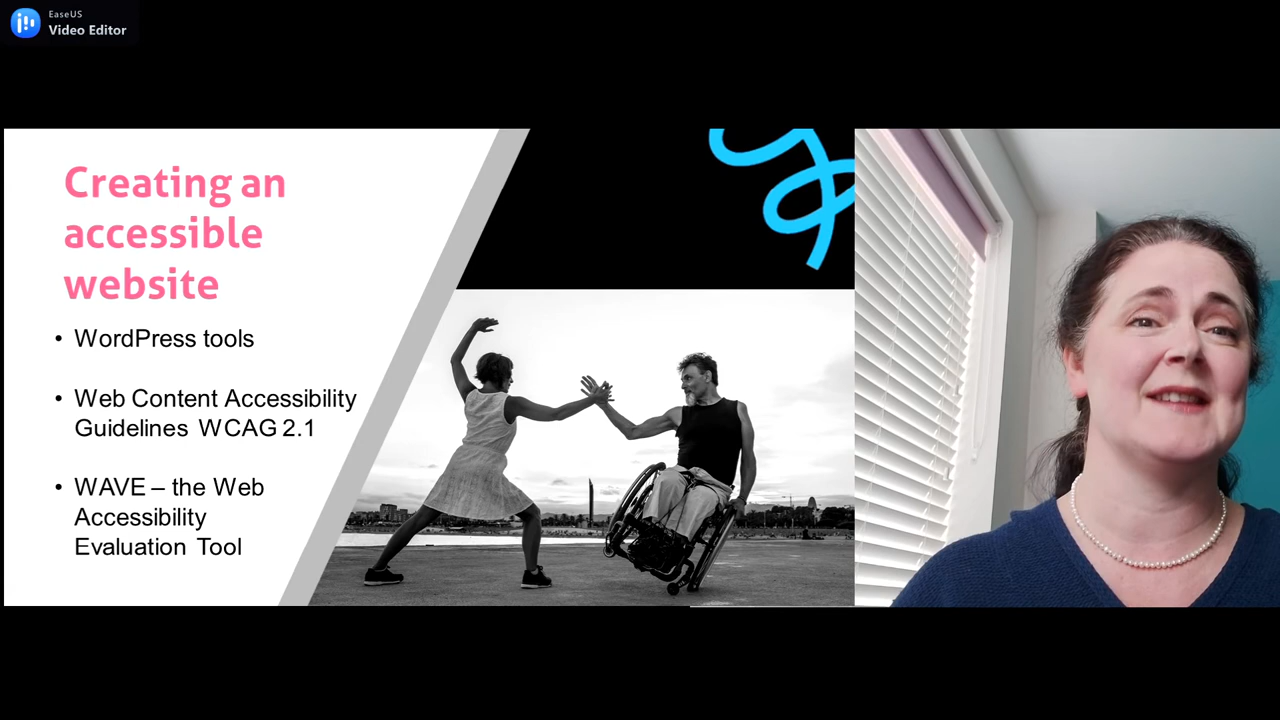 EaseUS
Video Editor
Creating an
accessible
website
• WordPress tools
• Web Content Accessibility
Guidelines WCAG 2.1
• WAVE – the Web
Accessibility
Evaluation Tool